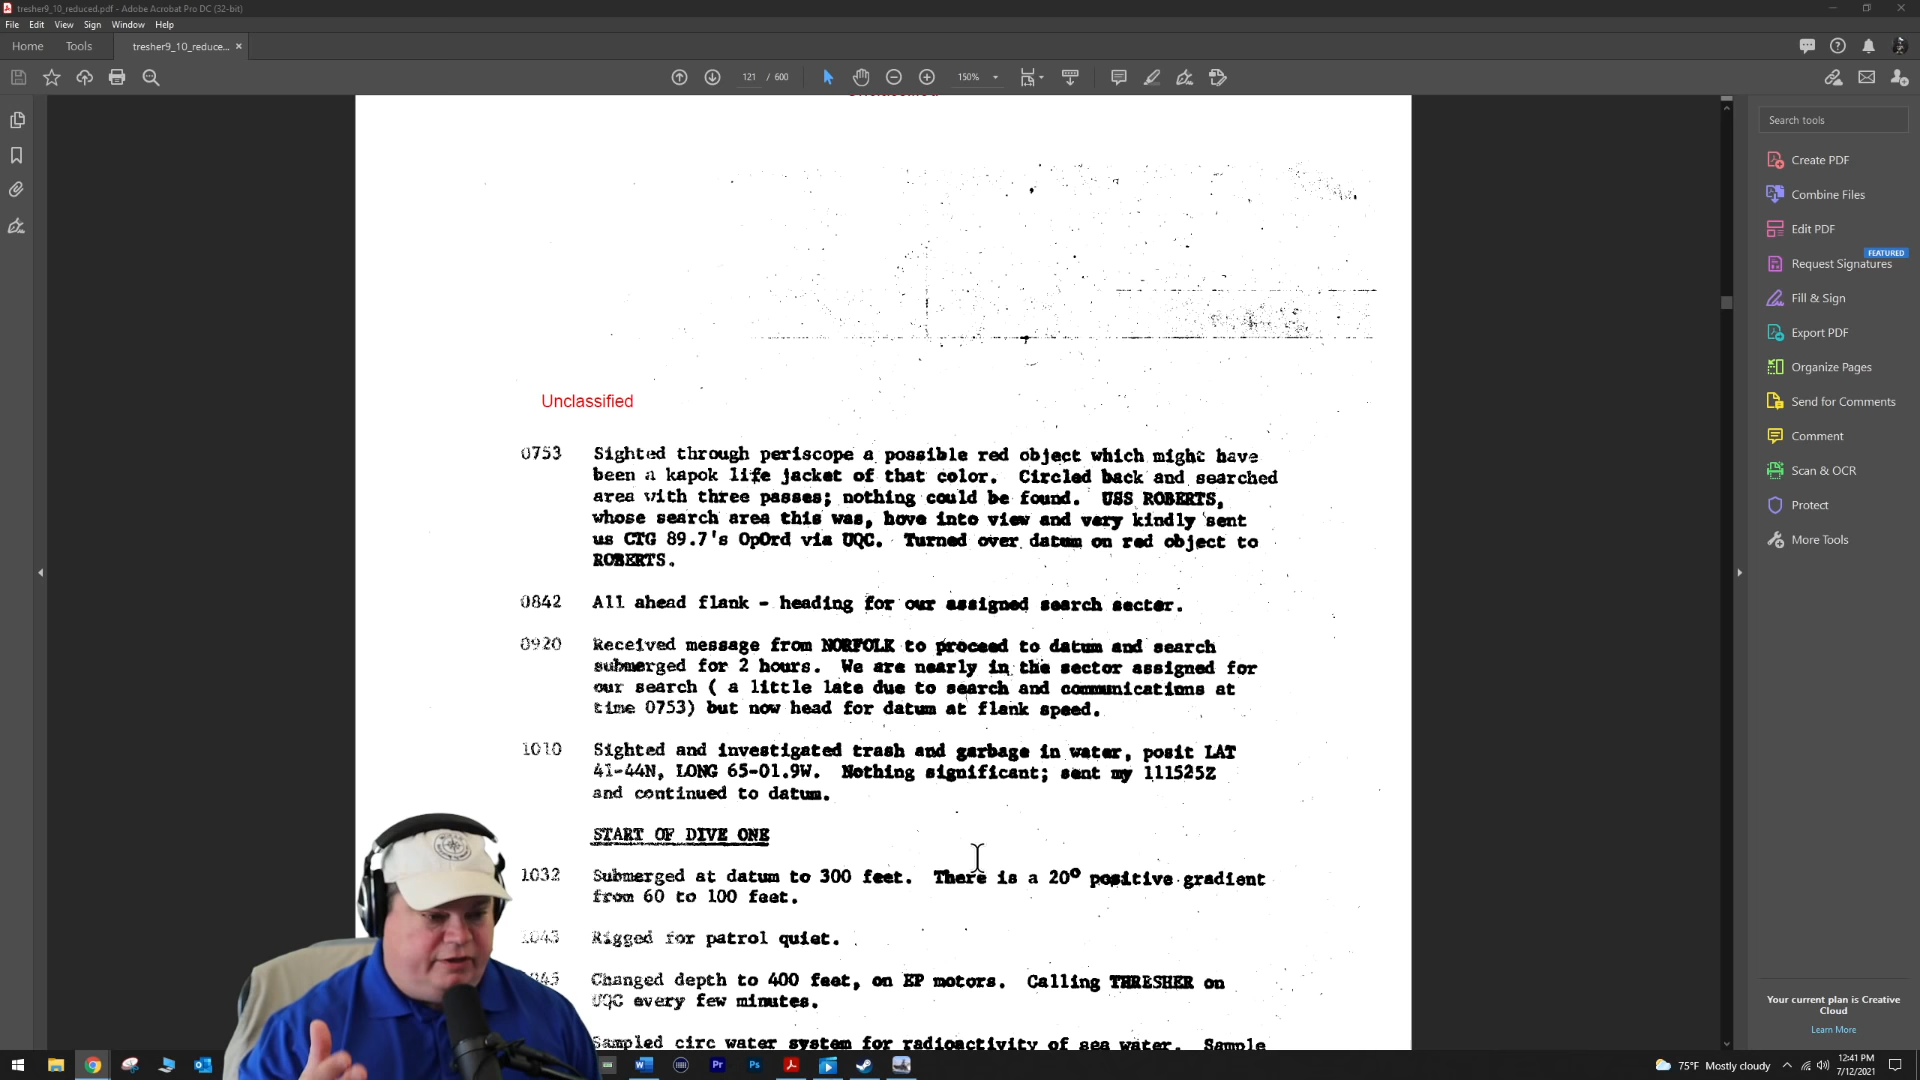 tresher9_10_reduced.pdf - Adobe Acrobat Pro DC (32-bit)
File Edit View Sign Window Help
Home Tools tresher9_10_reduce... ×
121 / 600 150%
Search tools
Create PDF
Combine Files
Edit PDF
FEATURED
Request Signatures
Fill & Sign
Export PDF
Organize Pages
Send for Comments
Comment
Scan & OCR
Protect
More Tools
Your current plan is Creative
Cloud
Learn More
Unclassified
0753 Sighted through periscope a possible red object which might have
been a kapok life jacket of that color. Circled back and searched
area with three passes; nothing could be found. USS ROBERTS,
whose search area this was, hove into view and very kindly sent
us CTG 89.7's OpOrd via UQC. Turned over datum on red object to
ROBERTS.
0842 All ahead flank - heading for our assigned search sector.
0920 Received message from NORFOLK to proceed to datum and search
submerged for 2 hours. We are nearly in the sector assigned for
our search ( a little late due to search and communications at
time 0753) but now head for datum at flank speed.
1010 Sighted and investigated trash and garbage in water, posit LAT
41-44N, LONG 65-01.9W. Nothing significant; sent my 111525Z
and continued to datum.
START OF DIVE ONE
1032 Submerged at datum to 300 feet. There is a 20° positive gradient
from 60 to 100 feet.
Rigged for patrol quiet.
Changed depth to 400 feet, on EP motors. Calling THRESHER on
UQC every few minutes.
Sampled circ water system for radioactivity of sea water. Sample
75°F Mostly cloudy
12:41 PM
7/12/2021